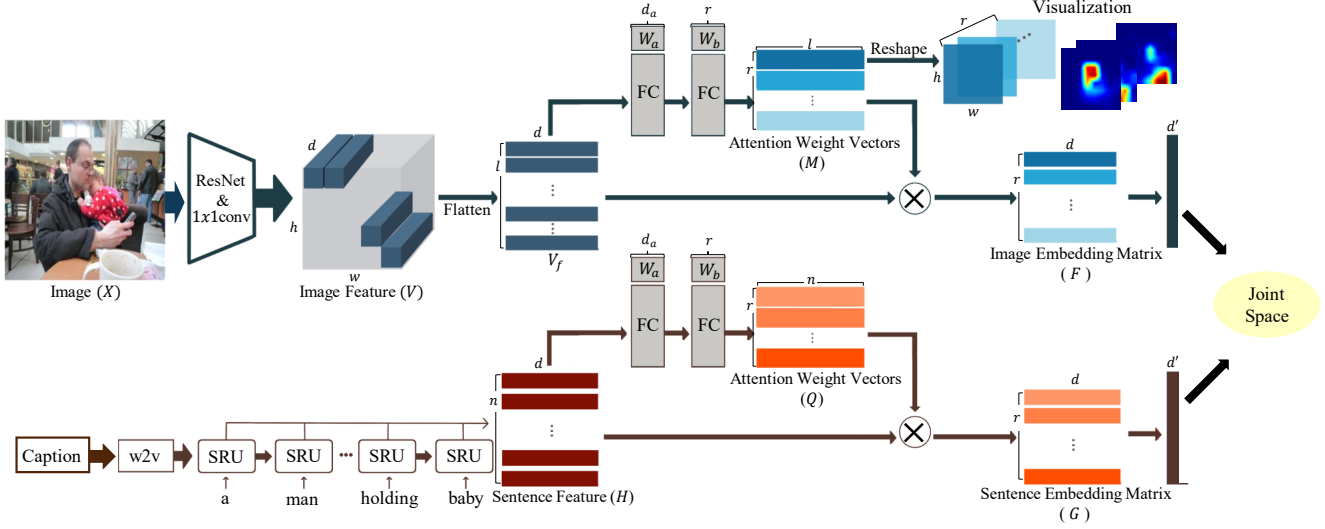 Visualization
d_a
r
W_a
W_b
FC
FC
l
r
Attention Weight Vectors
(M)
Reshape
r
h
w
Image (X)
ResNet
&
1x1conv
d
h
w
Image Feature (V)
Flatten
d
l
V_f
d
r
Image Embedding Matrix
( F )
d′
Joint
Space
d_a
r
W_a
W_b
FC
FC
n
r
Attention Weight Vectors
(Q)
Caption
w2v
SRU
SRU
SRU
SRU
a
man
holding
baby
d
n
Sentence Feature (H)
d
r
Sentence Embedding Matrix
( G )
d′